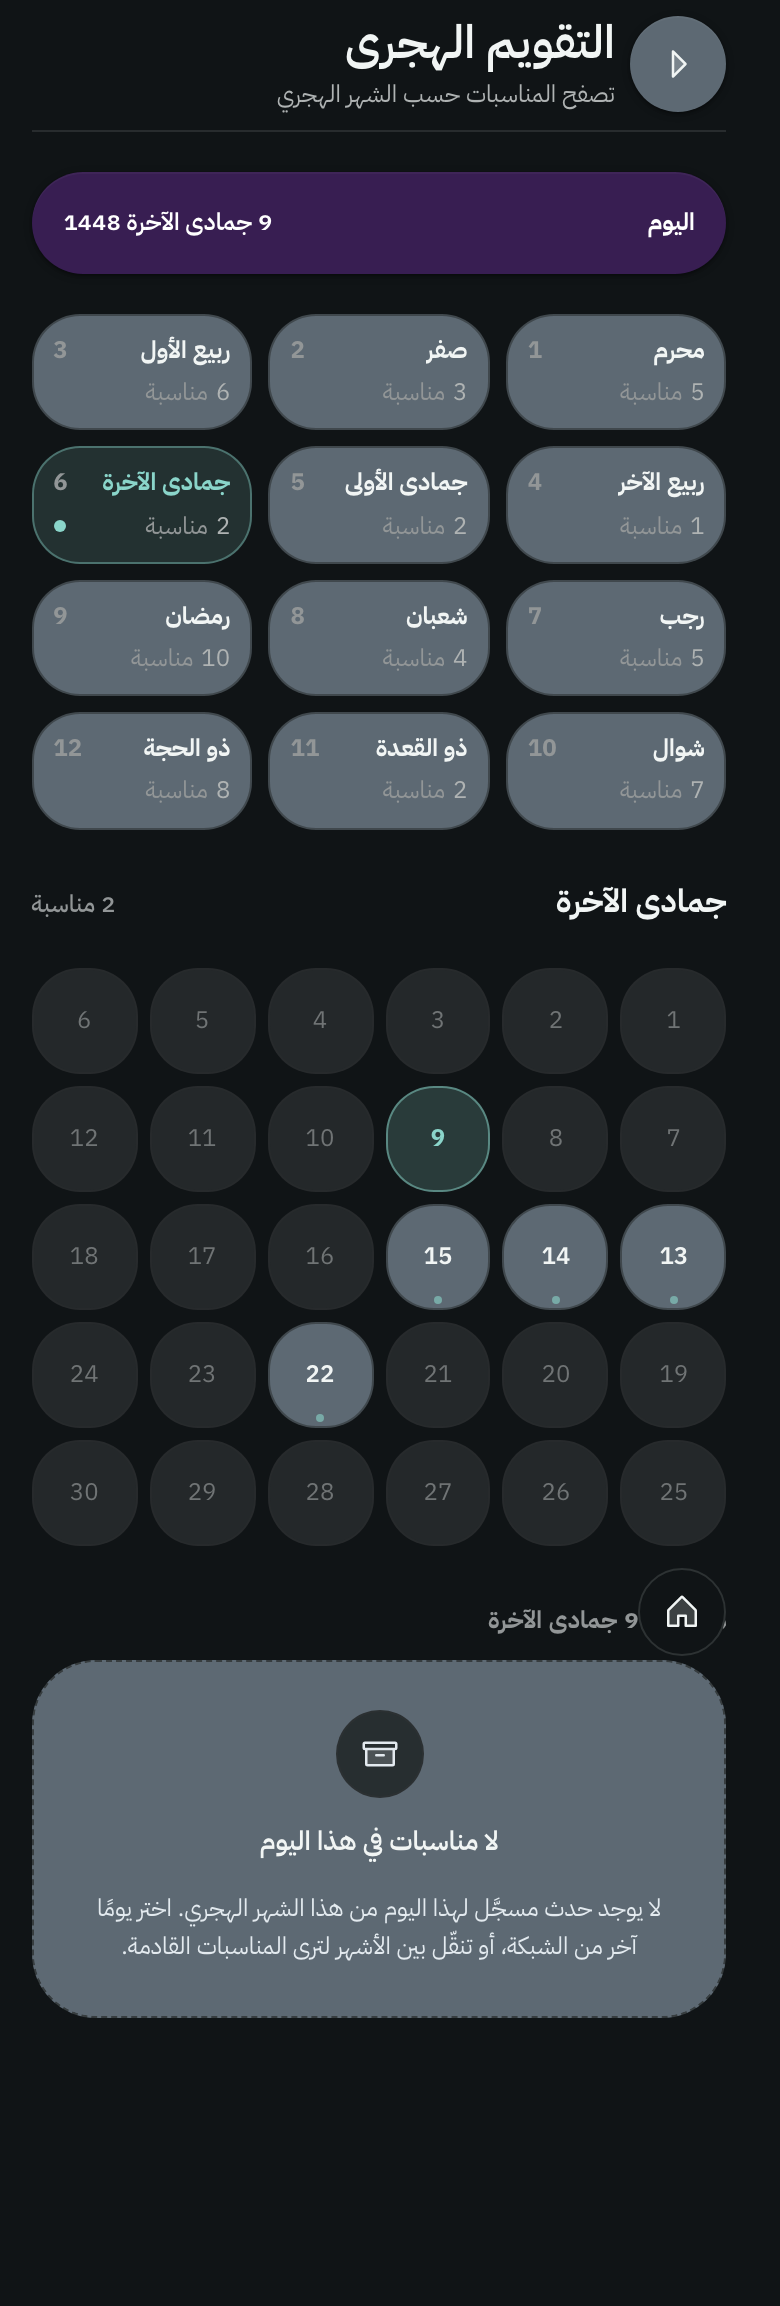 التقويم الهجري
تصفح المناسبات حسب الشهر الهجري
اليوم
9 جمادى الآخرة 1448
محرم 1
5 مناسبة
صفر 2
3 مناسبة
ربيع الأول 3
6 مناسبة
ربيع الآخر 4
1 مناسبة
جمادى الأولى 5
2 مناسبة
جمادى الآخرة 6
2 مناسبة
رجب 7
5 مناسبة
شعبان 8
4 مناسبة
رمضان 9
10 مناسبة
شوال 10
7 مناسبة
ذو القعدة 11
2 مناسبة
ذو الحجة 12
8 مناسبة
جمادى الآخرة
2 مناسبة
1 2 3 4 5 6
7 8 9 10 11 12
13 14 15 16 17 18
19 20 21 22 23 24
25 26 27 28 29 30
9 جمادى الآخرة
لا مناسبات في هذا اليوم
لا يوجد حدث مسجَّل لهذا اليوم من هذا الشهر الهجري. اختر يومًا
آخر من الشبكة، أو تنقّل بين الأشهر لترى المناسبات القادمة.